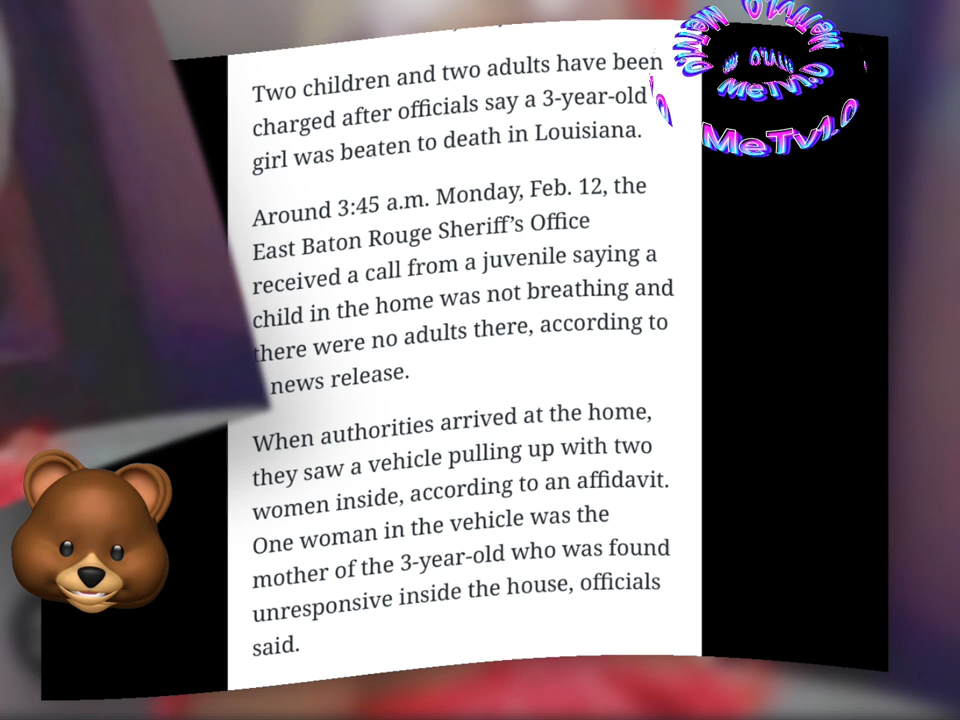 Two children and two adults have been
charged after officials say a 3-year-old
girl was beaten to death in Louisiana.
Around 3:45 a.m. Monday, Feb. 12, the
East Baton Rouge Sheriff’s Office
received a call from a juvenile saying a
child in the home was not breathing and
there were no adults there, according to
news release.
When authorities arrived at the home,
they saw a vehicle pulling up with two
women inside, according to an affidavit.
One woman in the vehicle was the
mother of the 3-year-old who was found
unresponsive inside the house, officials
said.
MeTv1.0
MeTv1.0
MeTv1.0